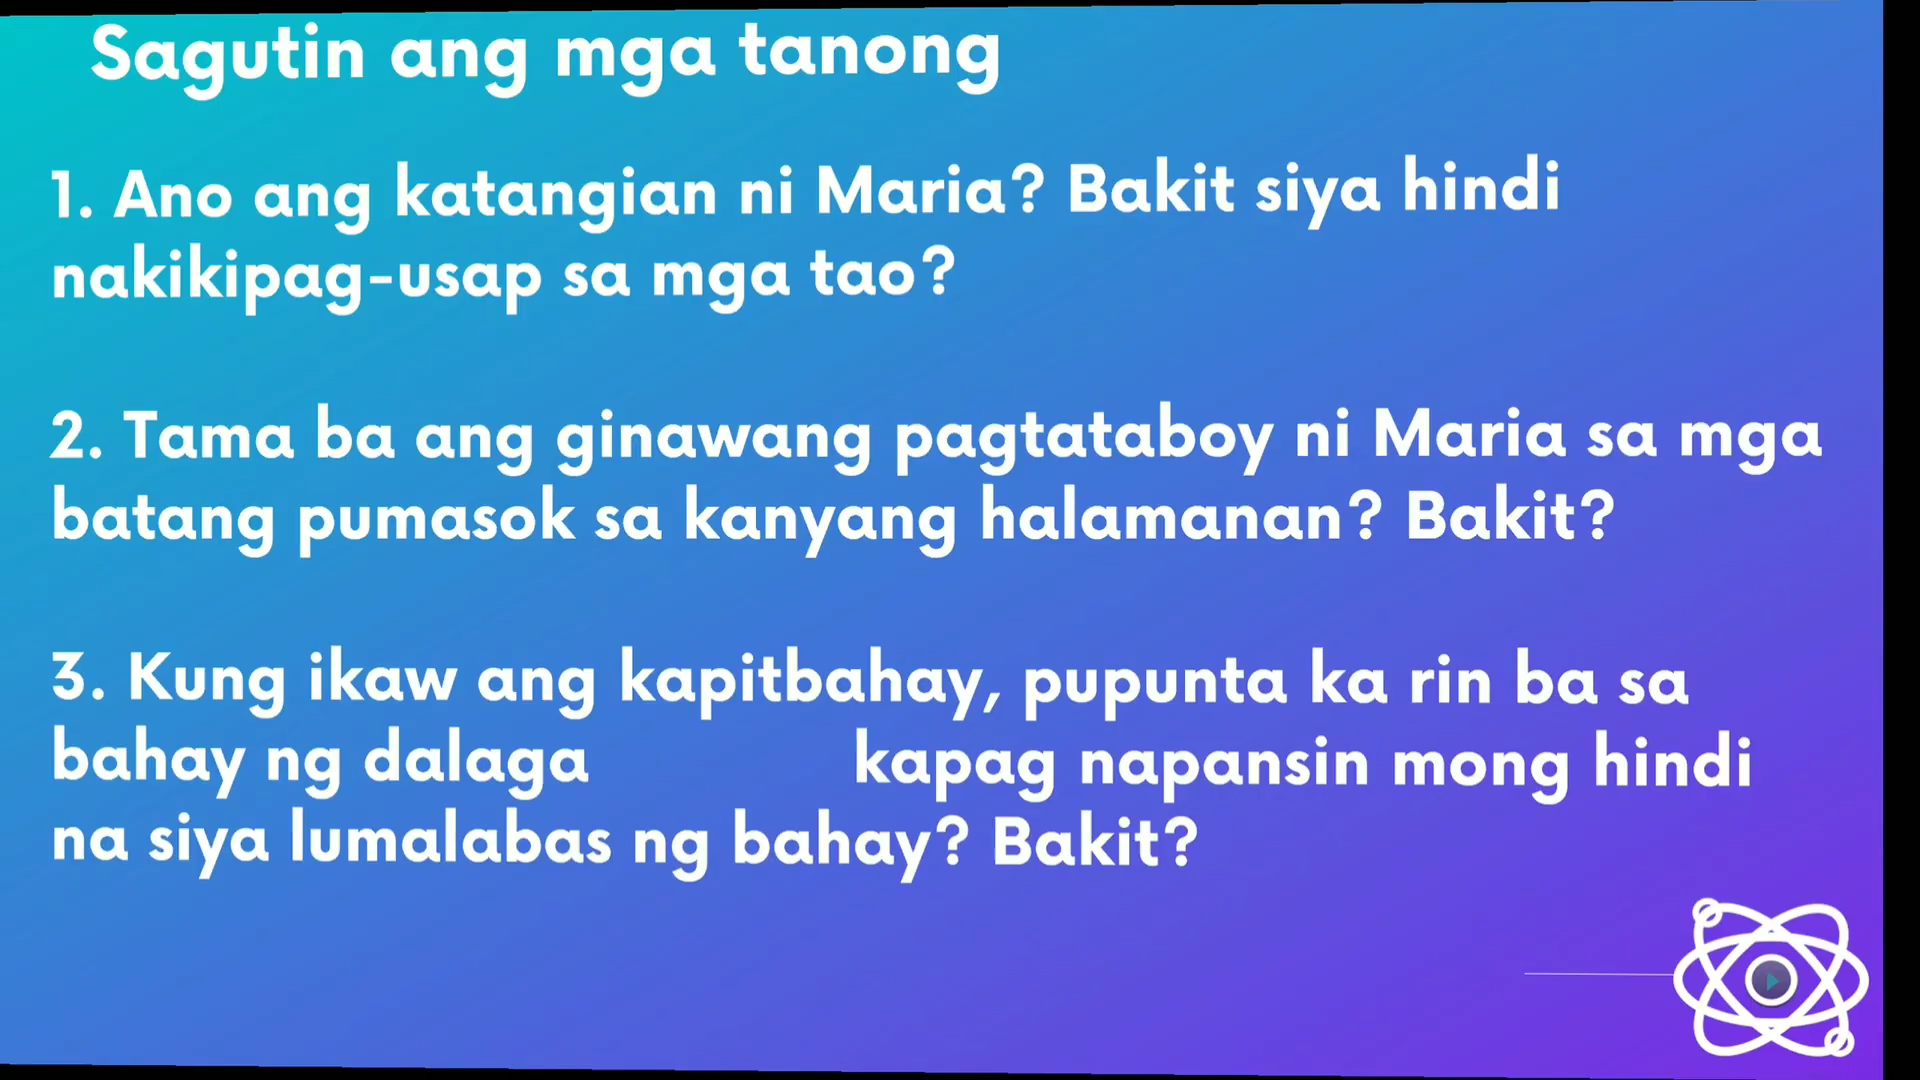 Sagutin ang mga tanong
1. Ano ang katangian ni Maria? Bakit siya hindi
nakikipag-usap sa mga tao?
2. Tama ba ang ginawang pagtataboy ni Maria sa mga
batang pumasok sa kanyang halamanan? Bakit?
3. Kung ikaw ang kapitbahay, pupunta ka rin ba sa
bahay ng dalaga kapag napansin mong hindi
na siya lumalabas ng bahay? Bakit?